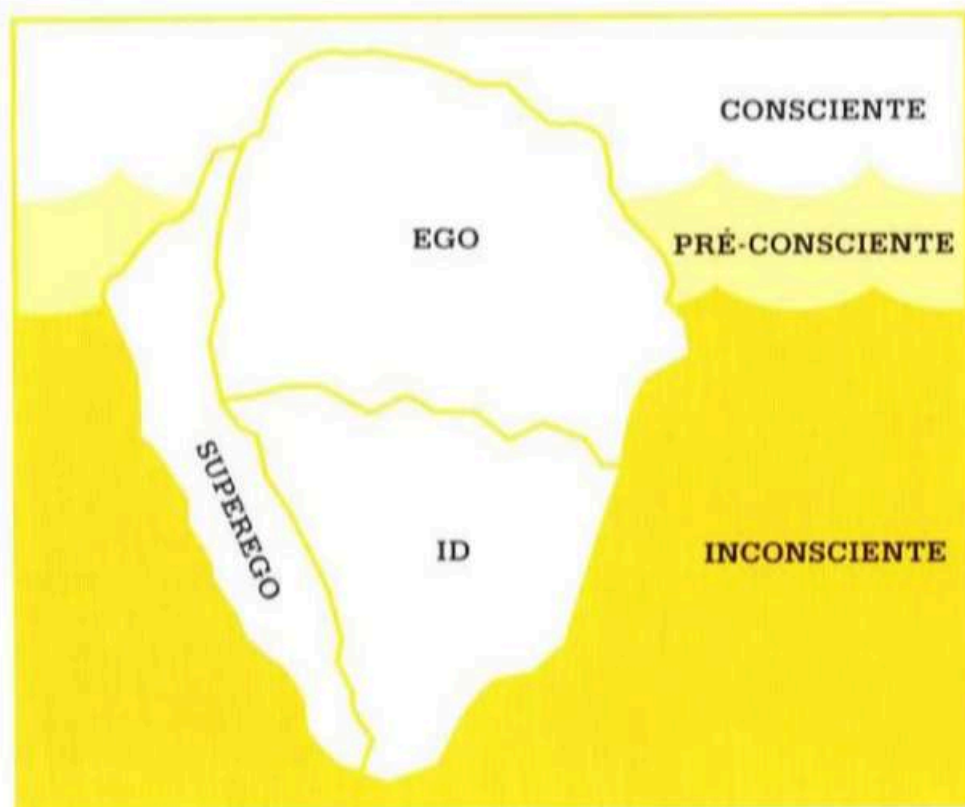 CONSCIENTE
EGO
PRÉ-CONSCIENTE
SUPEREGO
ID
INCONSCIENTE